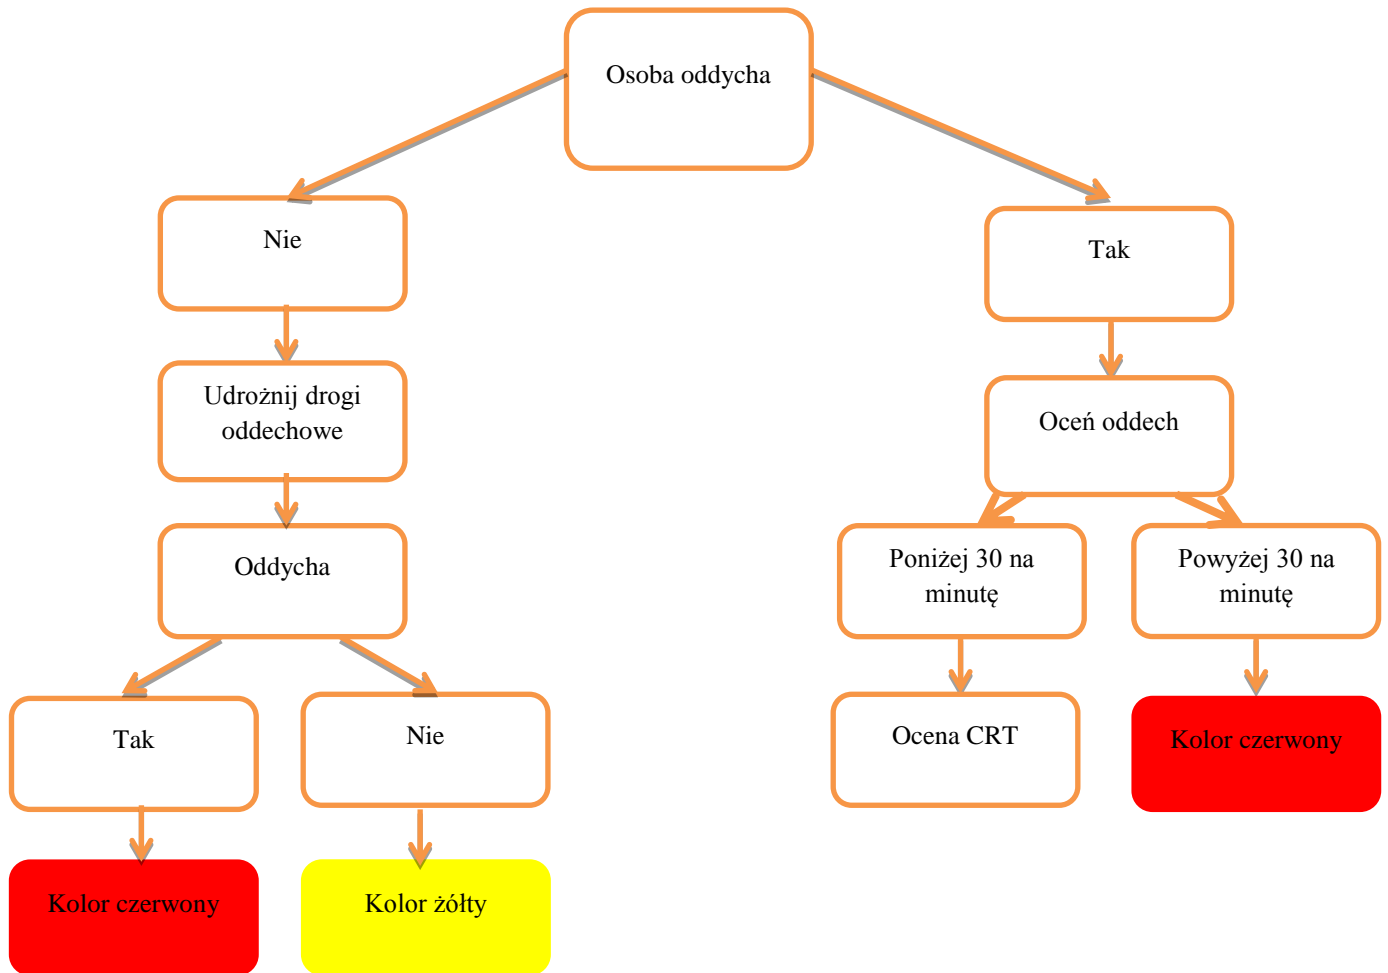 Osoba oddycha
Nie
Tak
Udrożnij drogi
oddechowe
Oceń oddech
Oddycha
Poniżej 30 na
minutę
Powyżej 30 na
minutę
Tak
Nie
Ocena CRT
Kolor czerwony
Kolor czerwony
Kolor żółty